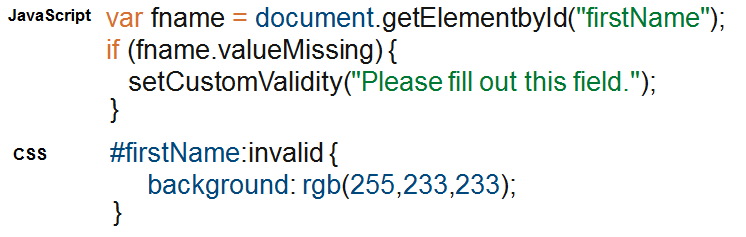 JavaScript var fname = document.getElementbyId("firstName");
if (fname.valueMissing) {
setCustomValidity("Please fill out this field.");
}
CSS #firstName:invalid {
background: rgb(255,233,233);
}